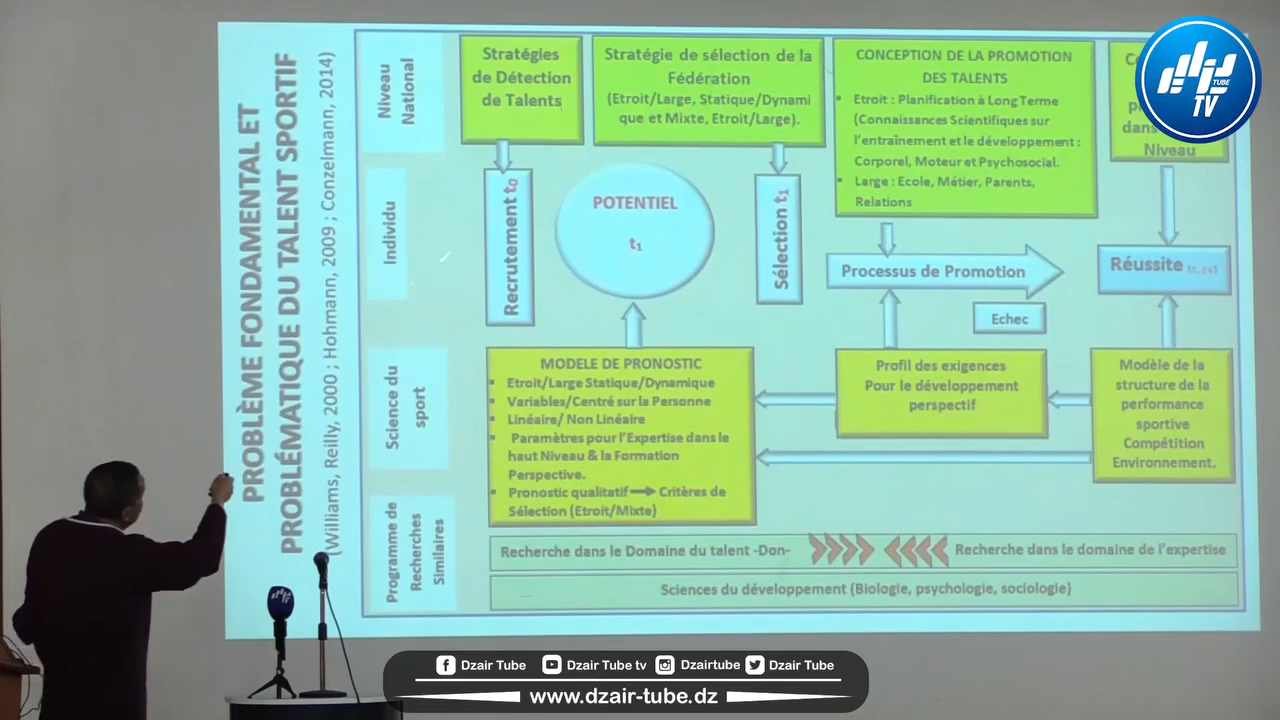 PROBLÈME FONDAMENTAL ET
PROBLÉMATIQUE DU TALENT SPORTIF
(Williams, Reilly, 2000 ; Hohmann, 2009 ; Conzelmann, 2014)
Niveau
National
Stratégies
de Détection
de Talents
Stratégie de sélection de la
Fédération
(Etroit/Large, Statique/Dynami
que et Mixte, Etroit/Large).
CONCEPTION DE LA PROMOTION
DES TALENTS
Etroit : Planification à Long Terme
(Connaissances Scientifiques sur
l'entraînement et le développement :
Corporel, Moteur et Psychosocial.
Large : Ecole, Métier, Parents,
Relations
dans
Niveau
TUBE
TV
Individu
Recrutement t0
POTENTIEL
t1
Sélection t1
Processus de Promotion
Echec
Réussite
Science du
sport
MODELE DE PRONOSTIC
Etroit/Large Statique/Dynamique
Variables/Centré sur la Personne
Linéaire/ Non Linéaire
Paramètres pour l'Expertise dans le
haut Niveau & la Formation
Perspective.
Pronostic qualitatif → Critères de
Sélection (Etroit/Mixte)
Profil des exigences
Pour le développement
perspectif
Modèle de la
structure de la
performance
sportive
Compétition
Environnement.
Programme de
Recherches
Similaires
Recherche dans le Domaine du talent -Don-
Recherche dans le domaine de l'expertise
Sciences du développement (Biologie, psychologie, sociologie)
TV
Dzair Tube
Dzair Tube tv
Dzairtube
Dzair Tube
www.dzair-tube.dz